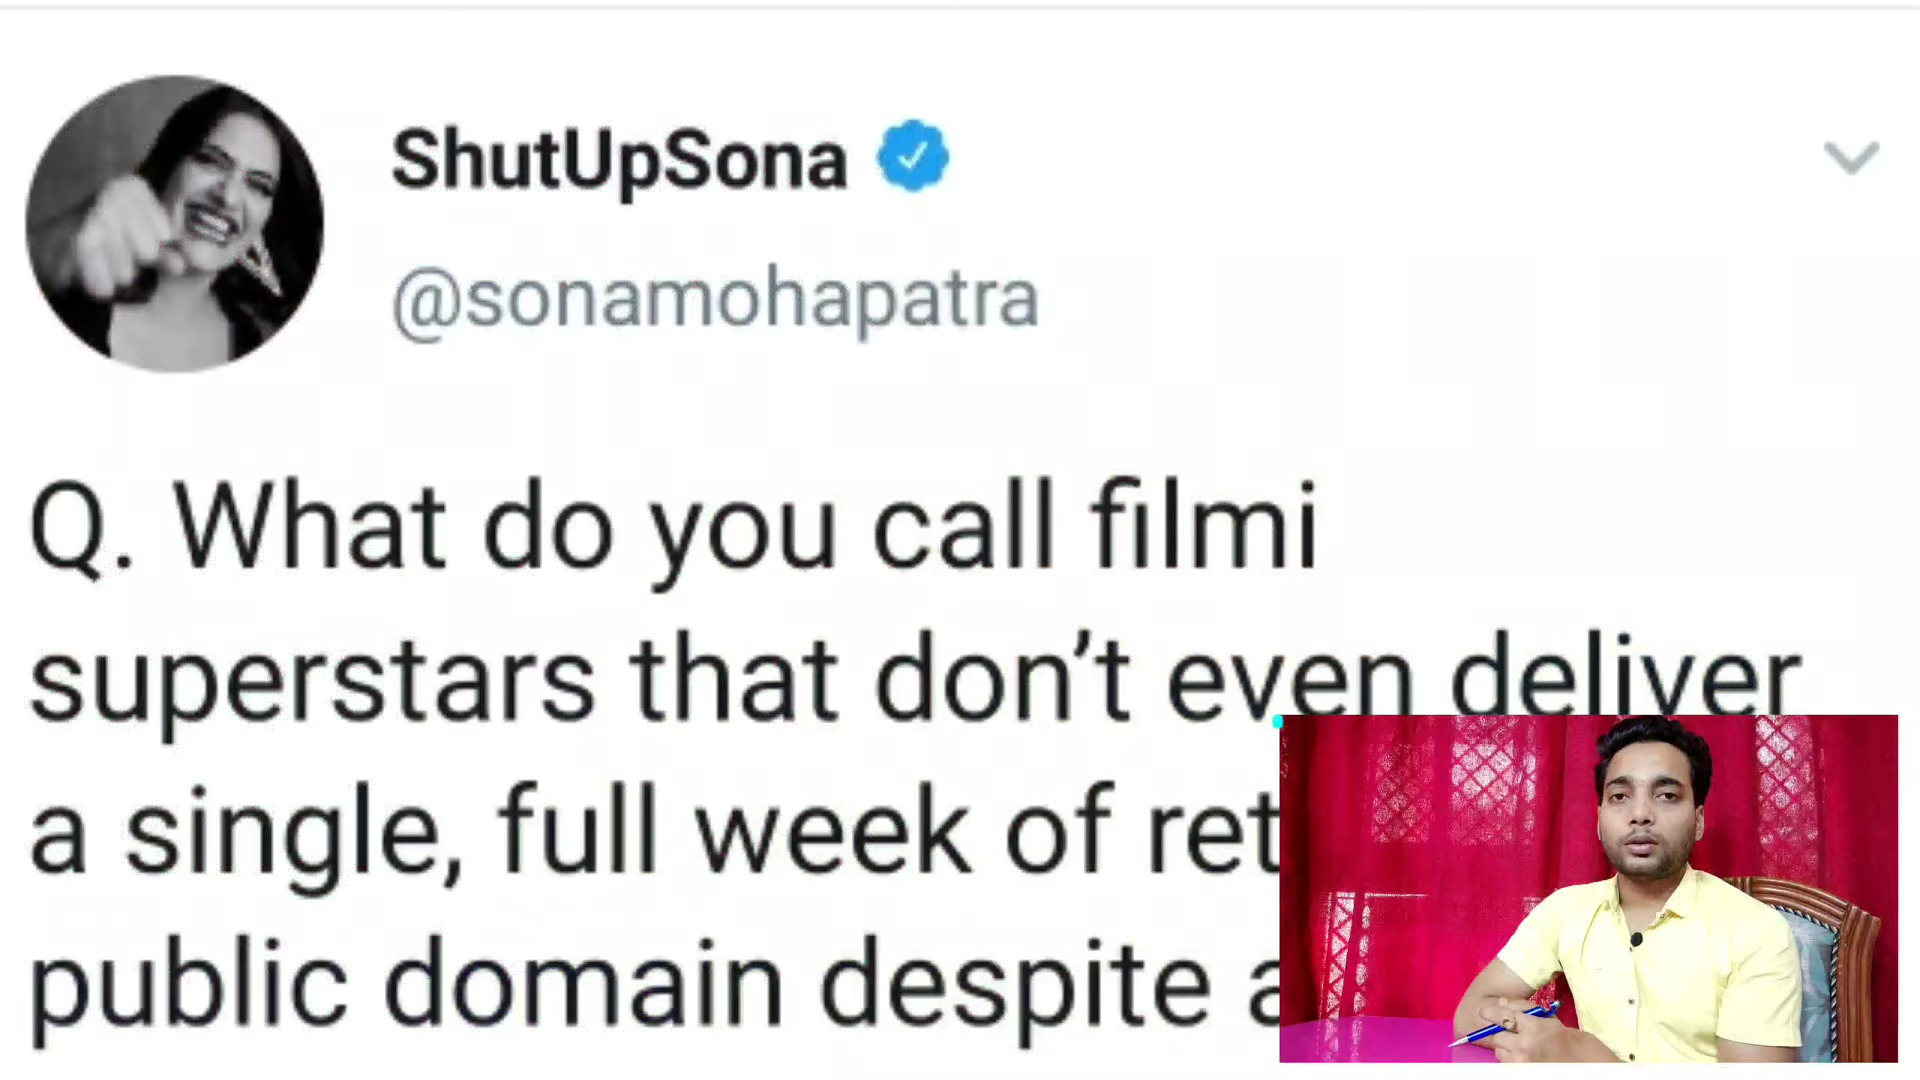 ShutUpSona
@sonamohapatra
Q. What do you call filmi
superstars that don't even deliver
a single, full week of ret
public domain despite a